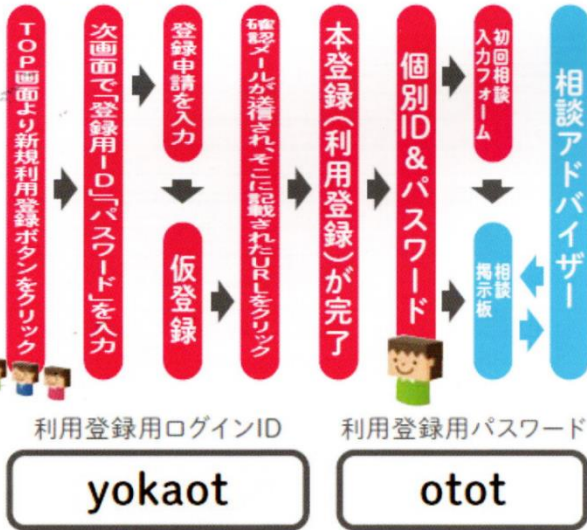 TOP画面より新規利用登録ボタンをクリック
次画面で「登録用ID」「パスワード」を入力
登録申請を入力
仮登録
確認メールが送信され、そこに記載されたURLをクリック
本登録(利用登録)が完了
個別ID&パスワード
初回相談
入力フォーム
相談
掲示板
相談アドバイザー
利用登録用ログインID
yokaot
利用登録用パスワード
otot